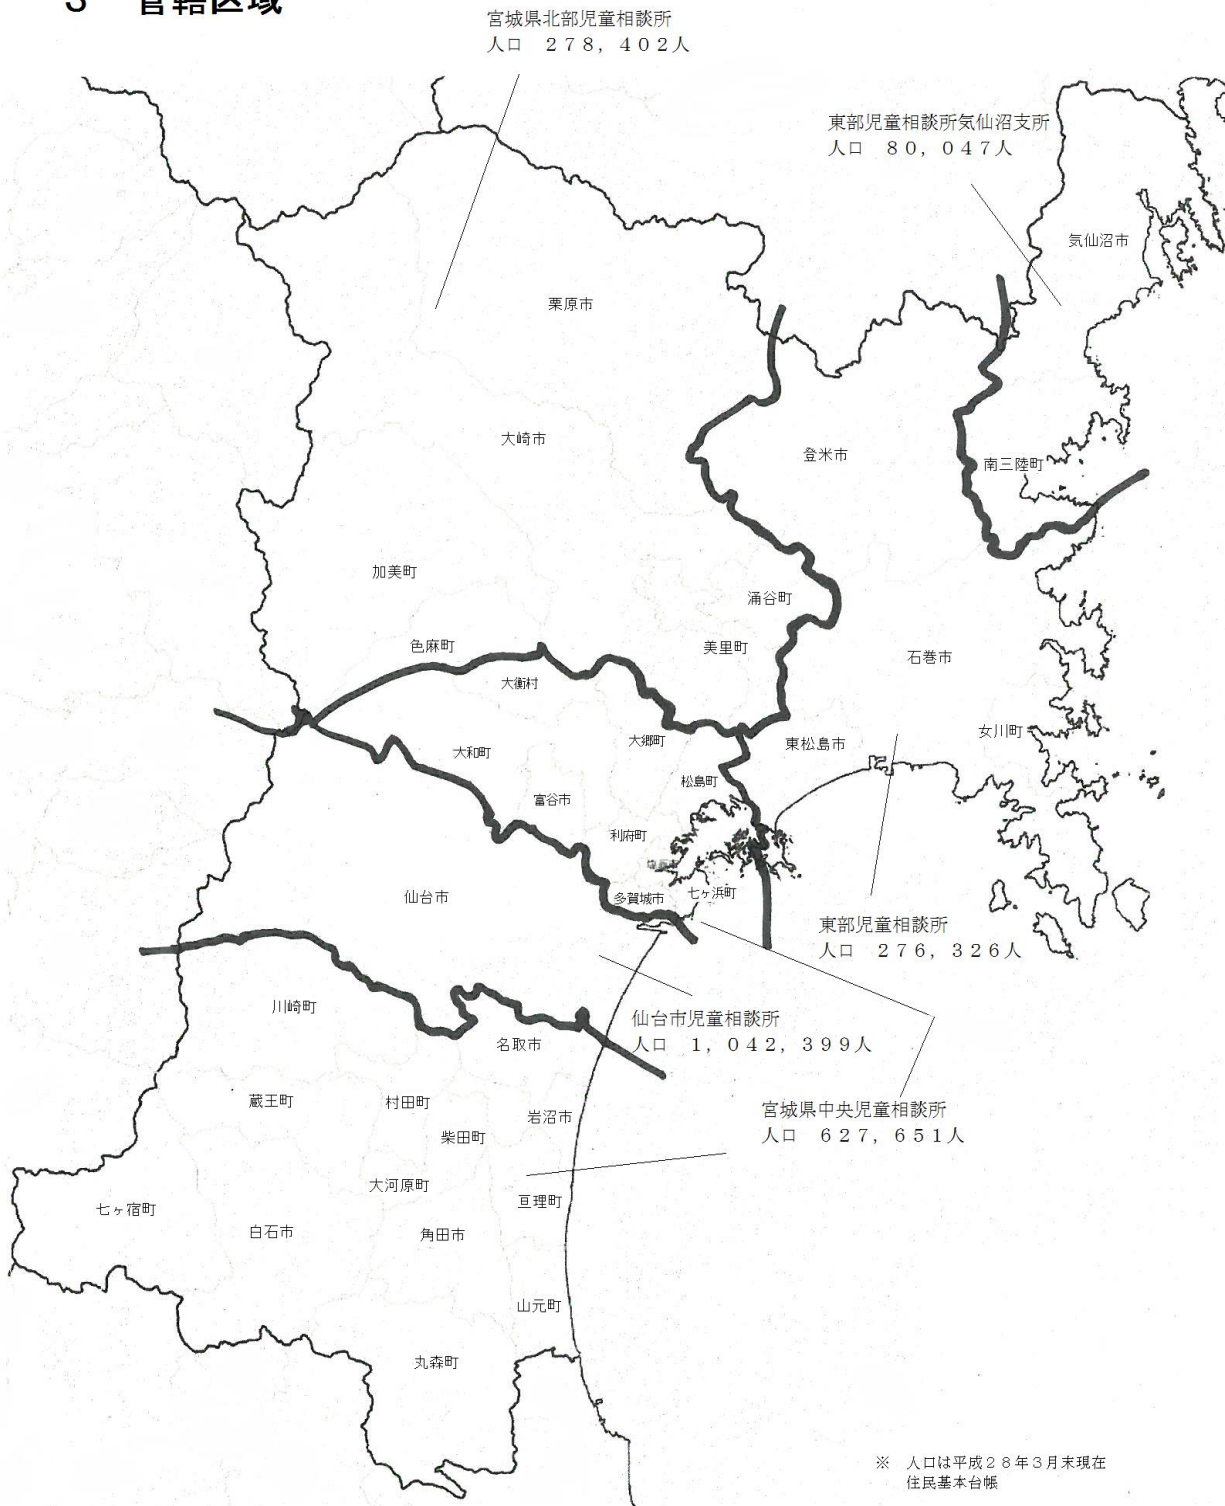 3 管轄区域
宮城県北部児童相談所
人口　２７８，４０２人
東部児童相談所気仙沼支所
人口　８０，０４７人
気仙沼市
栗原市
大崎市
登米市
南三陸町
加美町
涌谷町
色麻町
美里町
石巻市
大衡村
女川町
大郷町
東松島市
大和町
松島町
富谷市
利府町
仙台市
多賀城市
七ヶ浜町
東部児童相談所
人口　２７６，３２６人
川崎町
仙台市児童相談所
人口　１，０４２，３９９人
名取市
蔵王町
村田町
岩沼市
宮城県中央児童相談所
人口　６２７，６５１人
柴田町
大河原町
亘理町
七ヶ宿町
白石市
角田市
山元町
丸森町
※　人口は平成２８年３月末現在
住民基本台帳